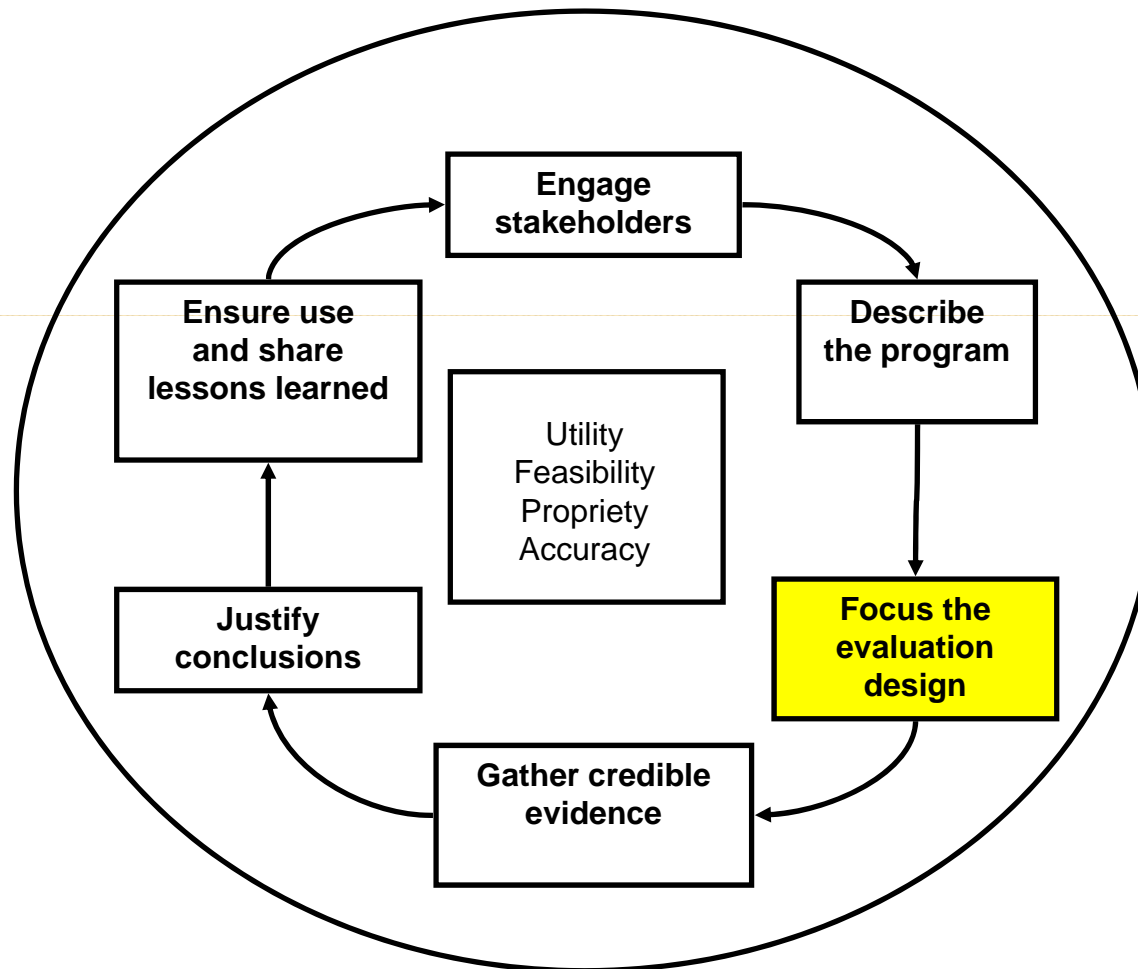 Engage
stakeholders
Describe
the program
Focus the
evaluation
design
Gather credible
evidence
Justify
conclusions
Ensure use
and share
lessons learned
Utility
Feasibility
Propriety
Accuracy